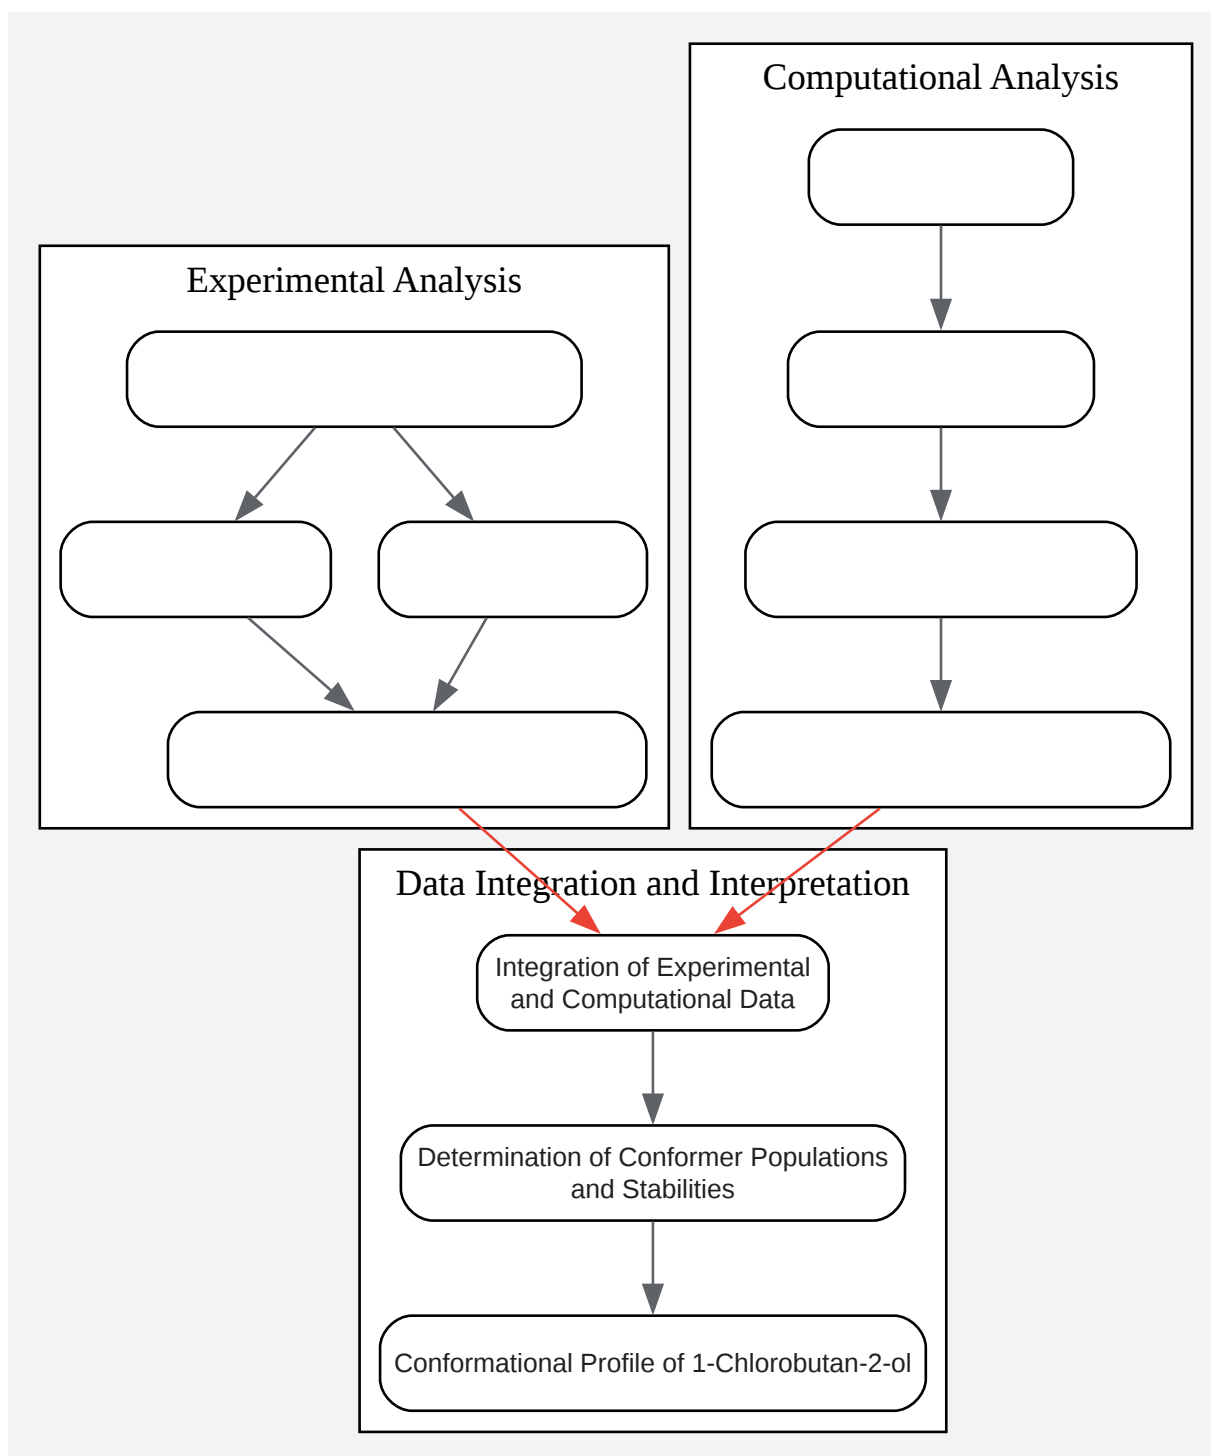 Computational Analysis
Experimental Analysis
Data Integration and Interpretation
Integration of Experimental
and Computational Data
Determination of Conformer Populations
and Stabilities
Conformational Profile of 1-Chlorobutan-2-ol